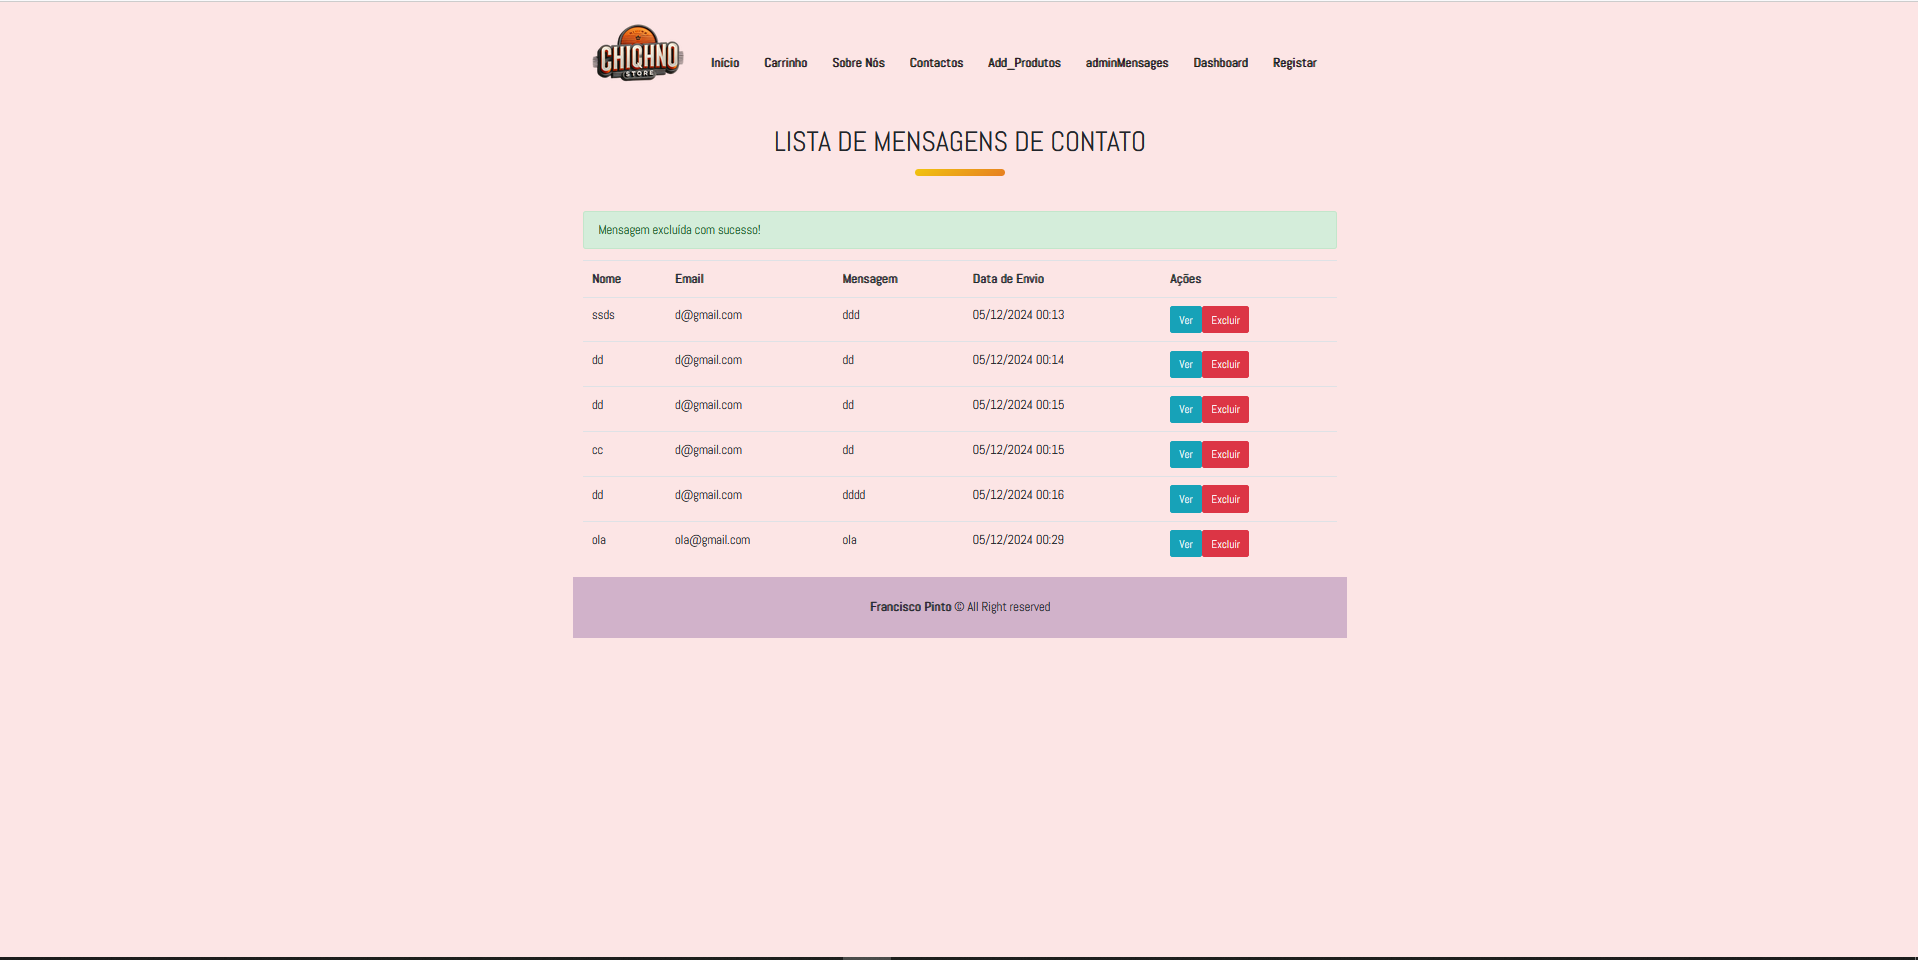 CHIQHNO
STORE
Início Carrinho Sobre Nós Contactos Add_Produtos adminMensages Dashboard Registar
LISTA DE MENSAGENS DE CONTATO
Mensagem excluída com sucesso!
Nome Email Mensagem Data de Envio Ações
ssds d@gmail.com ddd 05/12/2024 00:13 Ver Excluir
dd d@gmail.com dd 05/12/2024 00:14 Ver Excluir
dd d@gmail.com dd 05/12/2024 00:15 Ver Excluir
cc d@gmail.com dd 05/12/2024 00:15 Ver Excluir
dd d@gmail.com dddd 05/12/2024 00:16 Ver Excluir
ola ola@gmail.com ola 05/12/2024 00:29 Ver Excluir
Francisco Pinto © All Right reserved